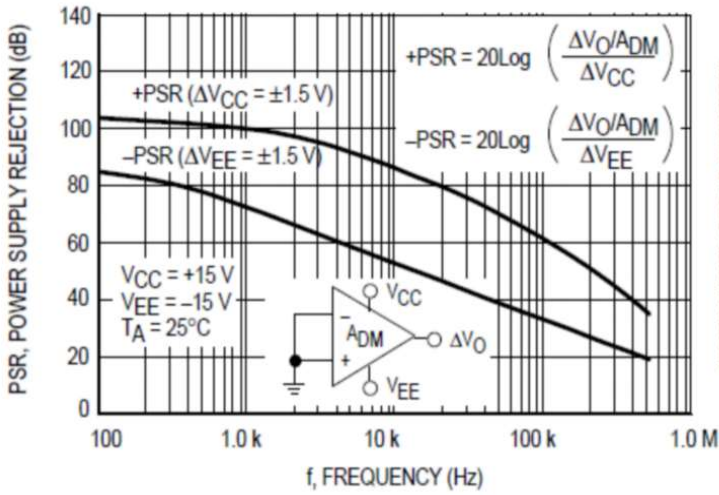 PSR, POWER SUPPLY REJECTION (dB)
140
120
100
80
60
40
20
0
+PSR (ΔVCC = ±1.5 V)
–PSR (ΔVEE = ±1.5 V)
+PSR = 20Log (ΔVO/ADM / ΔVCC)
–PSR = 20Log (ΔVO/ADM / ΔVEE)
VCC = +15 V
VEE = –15 V
TA = 25°C
VCC
–
ADM
+
ΔVO
VEE
100
1.0 k
10 k
100 k
1.0 M
f, FREQUENCY (Hz)